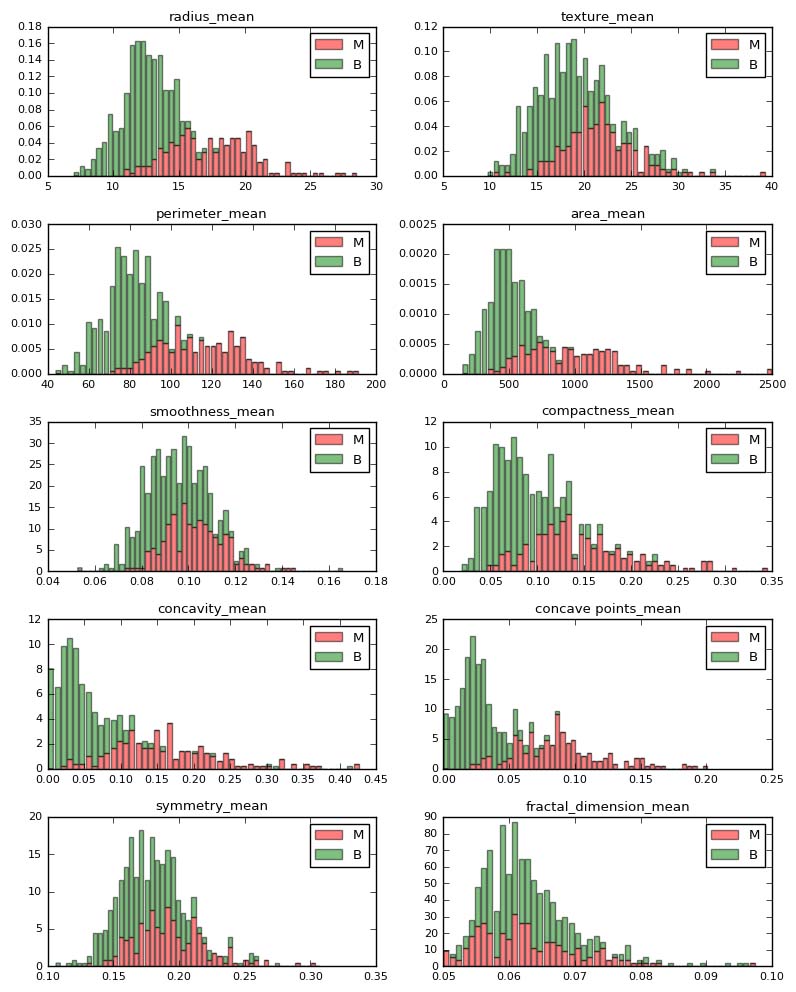 radius_mean
0.18
0.16
0.14
0.12
0.10
0.08
0.06
0.04
0.02
0.00
5 10 15 20 25 30
M
B
texture_mean
0.12
0.10
0.08
0.06
0.04
0.02
0.00
5 10 15 20 25 30 35 40
M
B
perimeter_mean
0.030
0.025
0.020
0.015
0.010
0.005
0.000
40 60 80 100 120 140 160 180 200
M
B
area_mean
0.0025
0.0020
0.0015
0.0010
0.0005
0.0000
0 500 1000 1500 2000 2500
M
B
smoothness_mean
35
30
25
20
15
10
5
0
0.04 0.06 0.08 0.10 0.12 0.14 0.16 0.18
M
B
compactness_mean
12
10
8
6
4
2
0
0.00 0.05 0.10 0.15 0.20 0.25 0.30 0.35
M
B
concavity_mean
12
10
8
6
4
2
0
0.00 0.05 0.10 0.15 0.20 0.25 0.30 0.35 0.40 0.45
M
B
concave points_mean
25
20
15
10
5
0
0.00 0.05 0.10 0.15 0.20 0.25
M
B
symmetry_mean
20
15
10
5
0
0.10 0.15 0.20 0.25 0.30 0.35
M
B
fractal_dimension_mean
90
80
70
60
50
40
30
20
10
0
0.05 0.06 0.07 0.08 0.09 0.10
M
B